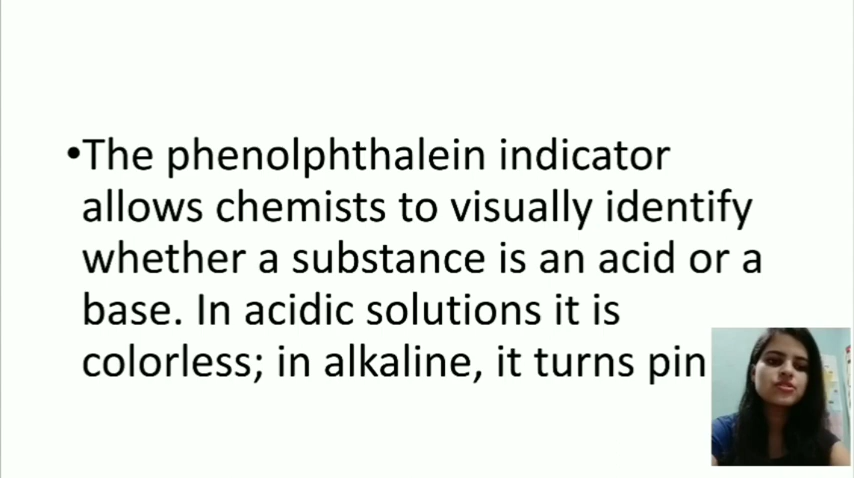 •The phenolphthalein indicator
allows chemists to visually identify
whether a substance is an acid or a
base. In acidic solutions it is
colorless; in alkaline, it turns pin